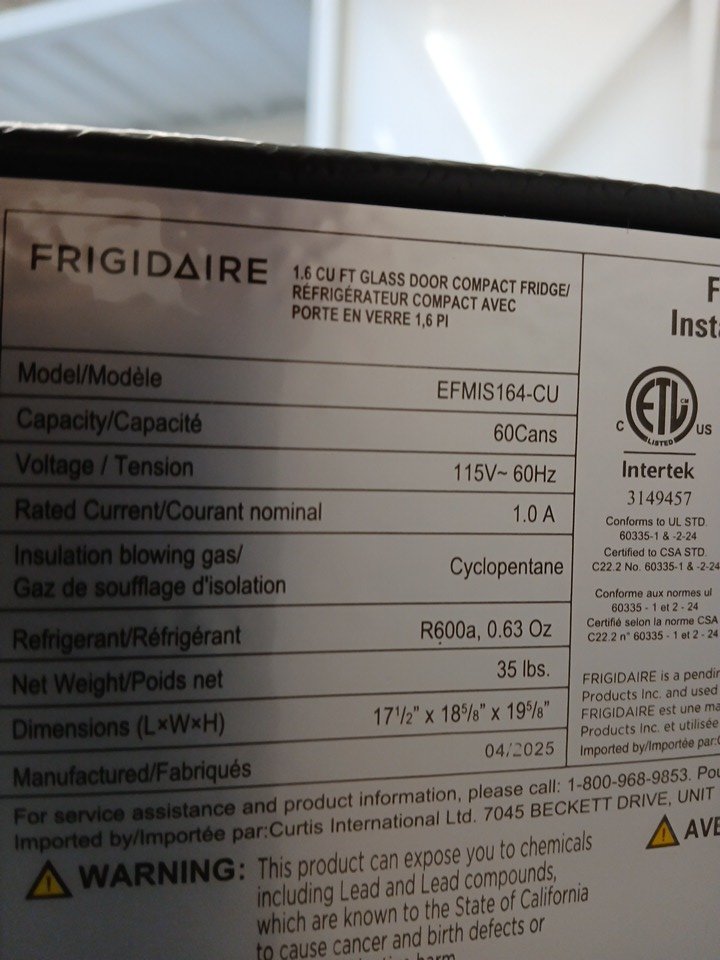 FRIGIDAIRE
1.6 CU FT GLASS DOOR COMPACT FRIDGE/
RÉFRIGÉRATEUR COMPACT AVEC
PORTE EN VERRE 1,6 PI
Model/Modèle EFMIS164-CU
Capacity/Capacité 60Cans
Voltage / Tension 115V~ 60Hz
Rated Current/Courant nominal 1.0 A
Insulation blowing gas/
Gaz de soufflage d'isolation Cyclopentane
Refrigerant/Réfrigérant R600a, 0.63 Oz
Net Weight/Poids net 35 lbs.
Dimensions (L×W×H) 17 1/2" x 18 5/8" x 19 5/8"
Manufactured/Fabriqués 04/2025
F
Inst
ETL CM
C US
LISTED
Intertek
3149457
Conforms to UL STD.
60335-1 & -2-24
Certified to CSA STD.
C22.2 No. 60335-1 & -2-24
Conforme aux normes ul
60335 - 1 et 2 - 24
Certifié selon la norme CSA
C22.2 n° 60335 - 1 et 2 - 24
FRIGIDAIRE is a
Products Inc. and used
FRIGIDAIRE est une
Products Inc. et utilisée
Imported by/Importée par:
For service assistance and product information, please call: 1-800-968-9853.
Imported by/Importée par:Curtis International Ltd. 7045 BECKETT DRIVE, UNIT
WARNING: This product can expose you to chemicals
including Lead and Lead compounds,
which are known to the State of California
to cause cancer and birth defects or
AVE